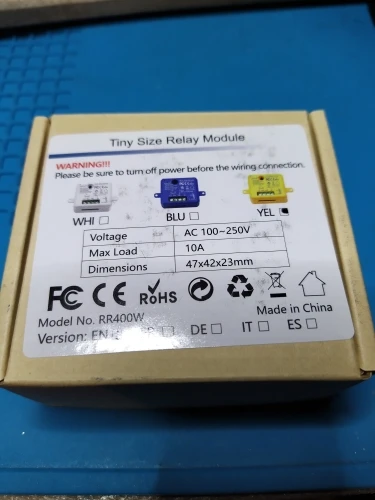 Tiny Size Relay Module
WARNING!!!
Please be sure to turn off power before the wiring connection.
WHI BLU YEL
Voltage AC 100~250V
Max Load 10A
Dimensions 47x42x23mm
FC CE RoHS
Made in China
Model No. RR400W
Version: EN DE IT ES